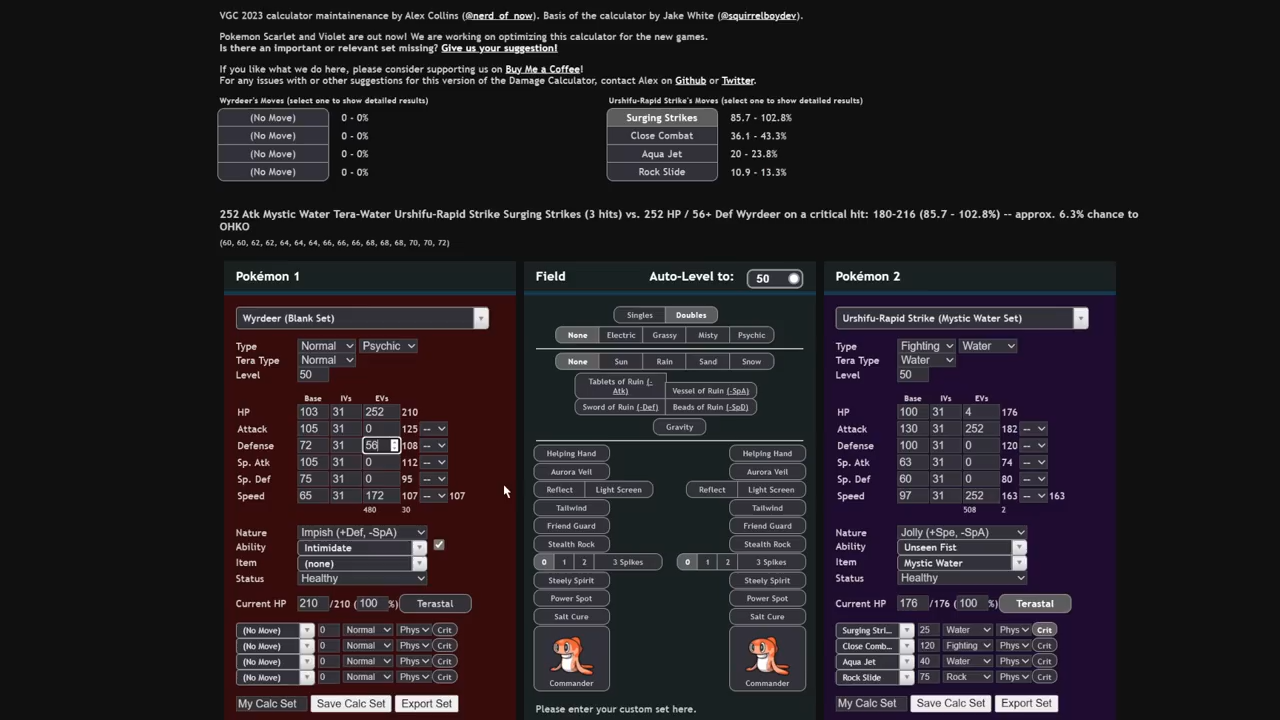 VGC 2023 calculator maintainenance by Alex Collins (@nerd_of_now). Basis of the calculator by Jake White (@squirrelboydev).
Pokemon Scarlet and Violet are out now! We are working on optimizing this calculator for the new games.
Is there an important or relevant set missing? Give us your suggestion!
If you like what we do here, please consider supporting us on Buy Me a Coffee!
For any issues with or other suggestions for this version of the Damage Calculator, contact Alex on Github or Twitter.
Wyrdeer's Moves (select one to show detailed results)
(No Move) 0 - 0%
(No Move) 0 - 0%
(No Move) 0 - 0%
(No Move) 0 - 0%
Urshifu-Rapid Strike's Moves (select one to show detailed results)
Surging Strikes 85.7 - 102.8%
Close Combat 36.1 - 43.3%
Aqua Jet 20 - 23.8%
Rock Slide 10.9 - 13.3%
252 Atk Mystic Water Tera-Water Urshifu-Rapid Strike Surging Strikes (3 hits) vs. 252 HP / 56+ Def Wyrdeer on a critical hit: 180-216 (85.7 - 102.8%) -- approx. 6.3% chance to
OHKO
(60, 60, 62, 62, 64, 64, 64, 66, 66, 66, 68, 68, 68, 70, 70, 72)
Pokémon 1
Wyrdeer (Blank Set)
Type Normal Psychic
Tera Type Normal
Level 50
Base IVs EVs
HP 103 31 252 210
Attack 105 31 0 125 --
Defense 72 31 56 108 --
Sp. Atk 105 31 0 112 --
Sp. Def 75 31 0 95 --
Speed 65 31 172 107 -- 107
480 30
Nature Impish (+Def, -SpA)
Ability Intimidate
Item (none)
Status Healthy
Current HP 210 /210 (100 %) Terastal
(No Move) 0 Normal Phys Crit
(No Move) 0 Normal Phys Crit
(No Move) 0 Normal Phys Crit
(No Move) 0 Normal Phys Crit
My Calc Set Save Calc Set Export Set
Field Auto-Level to: 50
Singles Doubles
None Electric Grassy Misty Psychic
None Sun Rain Sand Snow
Tablets of Ruin (-
Atk)
Vessel of Ruin (-SpA)
Sword of Ruin (-Def) Beads of Ruin (-SpD)
Gravity
Helping Hand Helping Hand
Aurora Veil Aurora Veil
Reflect Light Screen Reflect Light Screen
Tailwind Tailwind
Friend Guard Friend Guard
Stealth Rock Stealth Rock
0 1 2 3 Spikes 0 1 2 3 Spikes
Steely Spirit Steely Spirit
Power Spot Power Spot
Salt Cure Salt Cure
Commander Commander
Please enter your custom set here.
Pokémon 2
Urshifu-Rapid Strike (Mystic Water Set)
Type Fighting Water
Tera Type Water
Level 50
Base IVs EVs
HP 100 31 4 176
Attack 130 31 252 182 --
Defense 100 31 0 120 --
Sp. Atk 63 31 0 74 --
Sp. Def 60 31 0 80 --
Speed 97 31 252 163 -- 163
508 2
Nature Jolly (+Spe, -SpA)
Ability Unseen Fist
Item Mystic Water
Status Healthy
Current HP 176 /176 (100 %) Terastal
Surging Stri... 25 Water Phys Crit
Close Comb... 120 Fighting Phys Crit
Aqua Jet 40 Water Phys Crit
Rock Slide 75 Rock Phys Crit
My Calc Set Save Calc Set Export Set